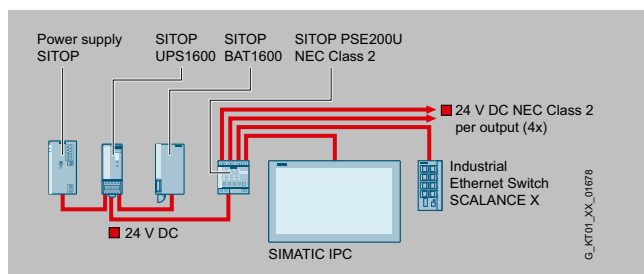 Power supply
SITOP
SITOP
UPS1600
SITOP
BAT1600
SITOP PSE200U
NEC Class 2
24 V DC NEC Class 2
per output (4x)
Industrial
Ethernet Switch
SCALANCE X
24 V DC
SIMATIC IPC
G_KT01_XX_01678